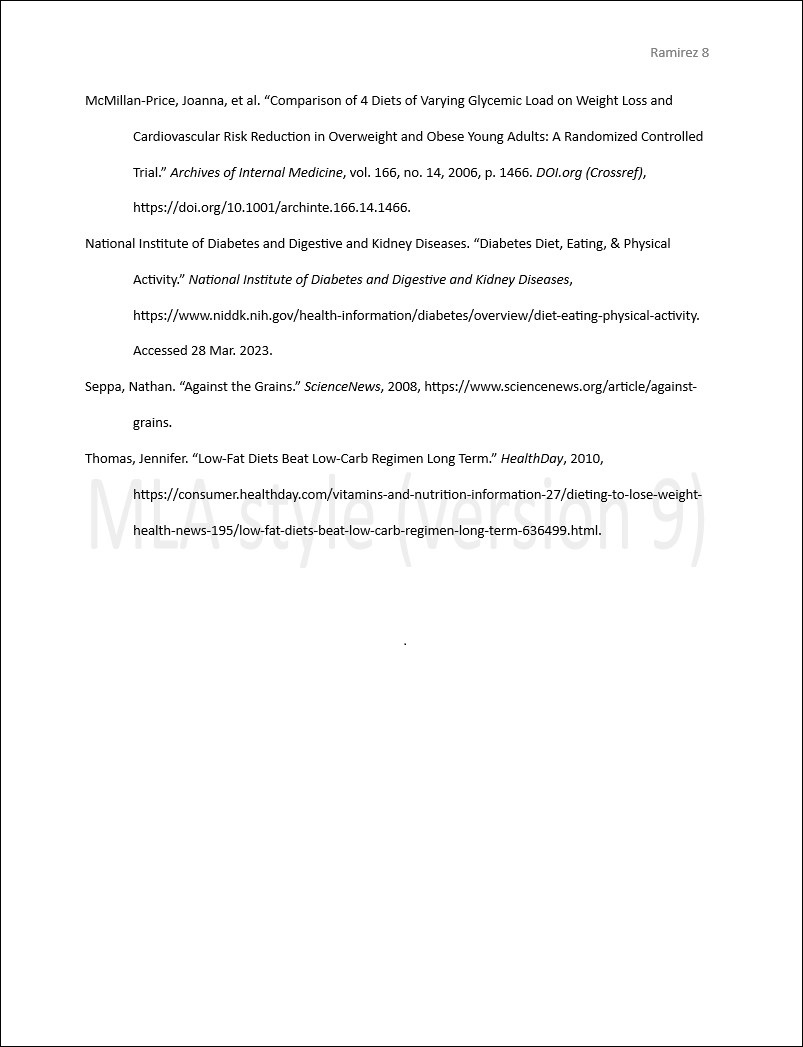 Ramirez 8
McMillan-Price, Joanna, et al. “Comparison of 4 Diets of Varying Glycemic Load on Weight Loss and
Cardiovascular Risk Reduction in Overweight and Obese Young Adults: A Randomized Controlled
Trial.” Archives of Internal Medicine, vol. 166, no. 14, 2006, p. 1466. DOI.org (Crossref),
https://doi.org/10.1001/archinte.166.14.1466.
National Institute of Diabetes and Digestive and Kidney Diseases. “Diabetes Diet, Eating, & Physical
Activity.” National Institute of Diabetes and Digestive and Kidney Diseases,
https://www.niddk.nih.gov/health-information/diabetes/overview/diet-eating-physical-activity.
Accessed 28 Mar. 2023.
Seppa, Nathan. “Against the Grains.” ScienceNews, 2008, https://www.sciencenews.org/article/against-
grains.
Thomas, Jennifer. “Low-Fat Diets Beat Low-Carb Regimen Long Term.” HealthDay, 2010,
https://consumer.healthday.com/vitamins-and-nutrition-information-27/dieting-to-lose-weight-
health-news-195/low-fat-diets-beat-low-carb-regimen-long-term-636499.html.
MLA style (version 9)
.